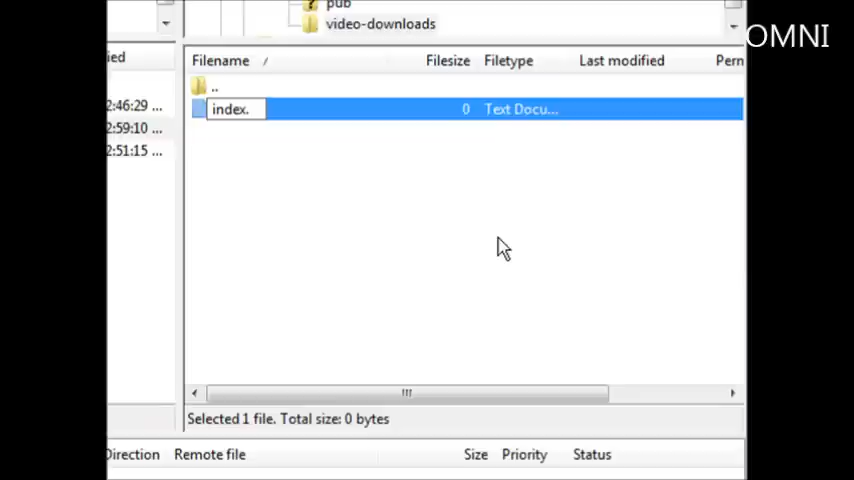 pub
video-downloads
OMNI
ied
Filename / Filesize Filetype Last modified Perm
..
2:46:29 ...
index. 0 Text Docu...
2:59:10 ...
2:51:15 ...
Selected 1 file. Total size: 0 bytes
Direction Remote file Size Priority Status